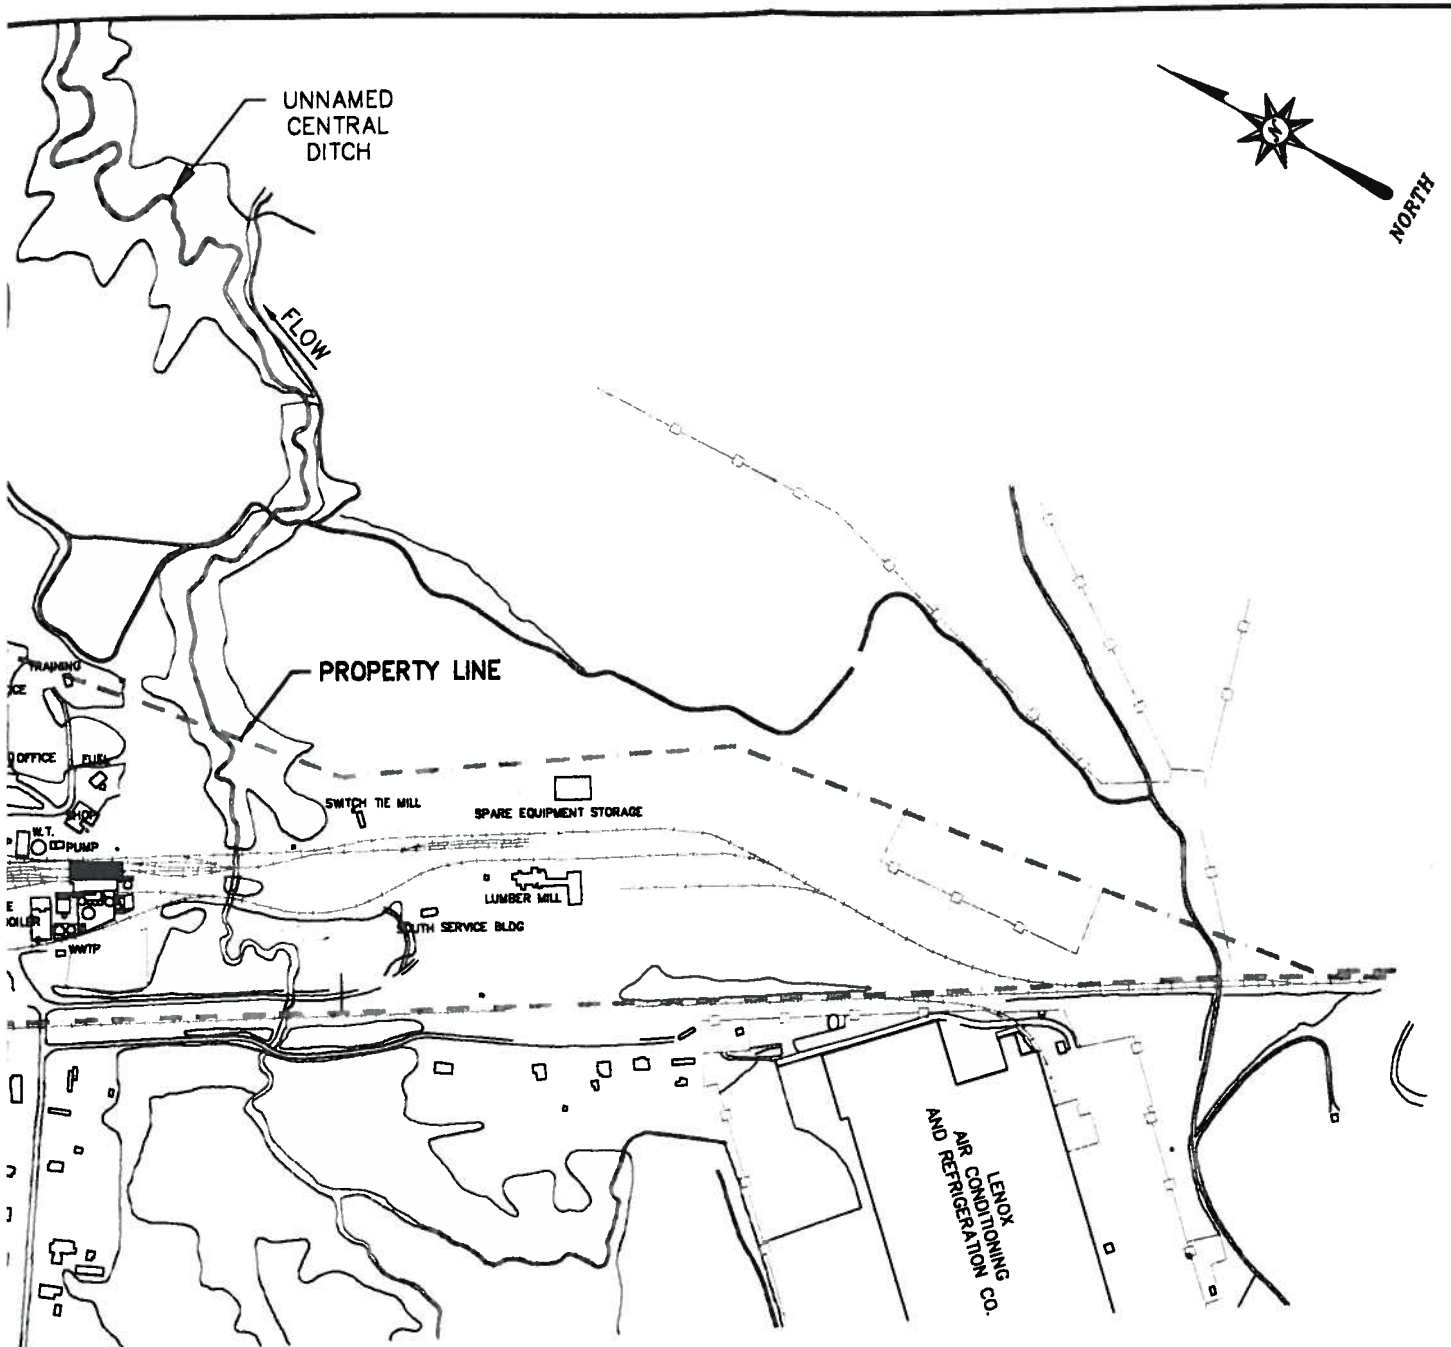 UNNAMED
CENTRAL
DITCH
N
NORTH
FLOW
PROPERTY LINE
TRAINING
OFFICE
FUEL
SHOP
SWITCH TIE MILL
SPARE EQUIPMENT STORAGE
W.T.
PUMP
LUMBER MILL
SOUTH SERVICE BLDG
WWTP
LENOX
AIR CONDITIONING
AND REFRIGERATION CO.